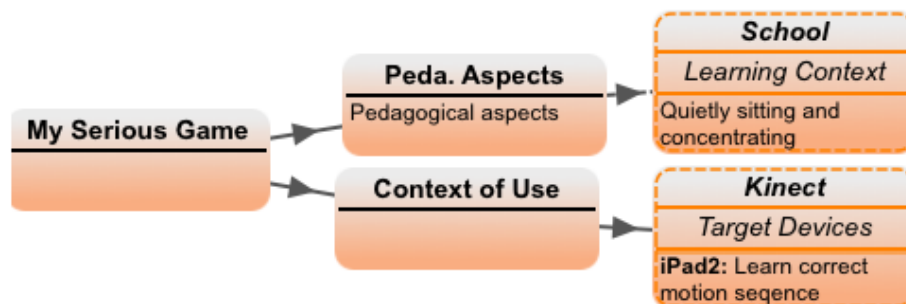 My Serious Game
Peda. Aspects
Pedagogical aspects
School
Learning Context
Quietly sitting and
concentrating
Context of Use
Kinect
Target Devices
iPad2: Learn correct
motion seqence